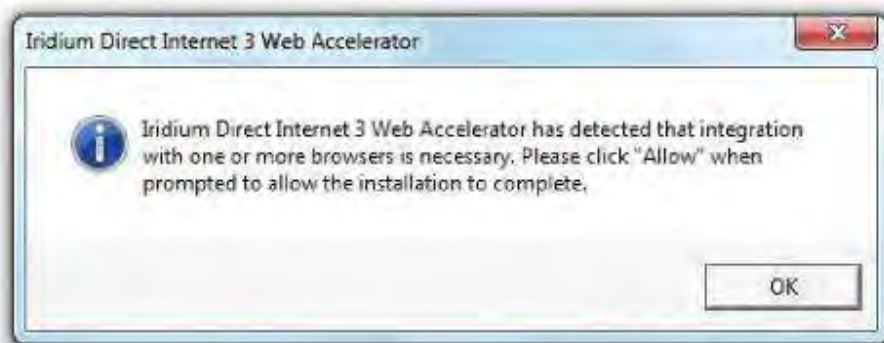 Iridium Direct Internet 3 Web Accelerator
Iridium Direct Internet 3 Web Accelerator has detected that integration
with one or more browsers is necessary. Please click "Allow" when
prompted to allow the installation to complete.
OK